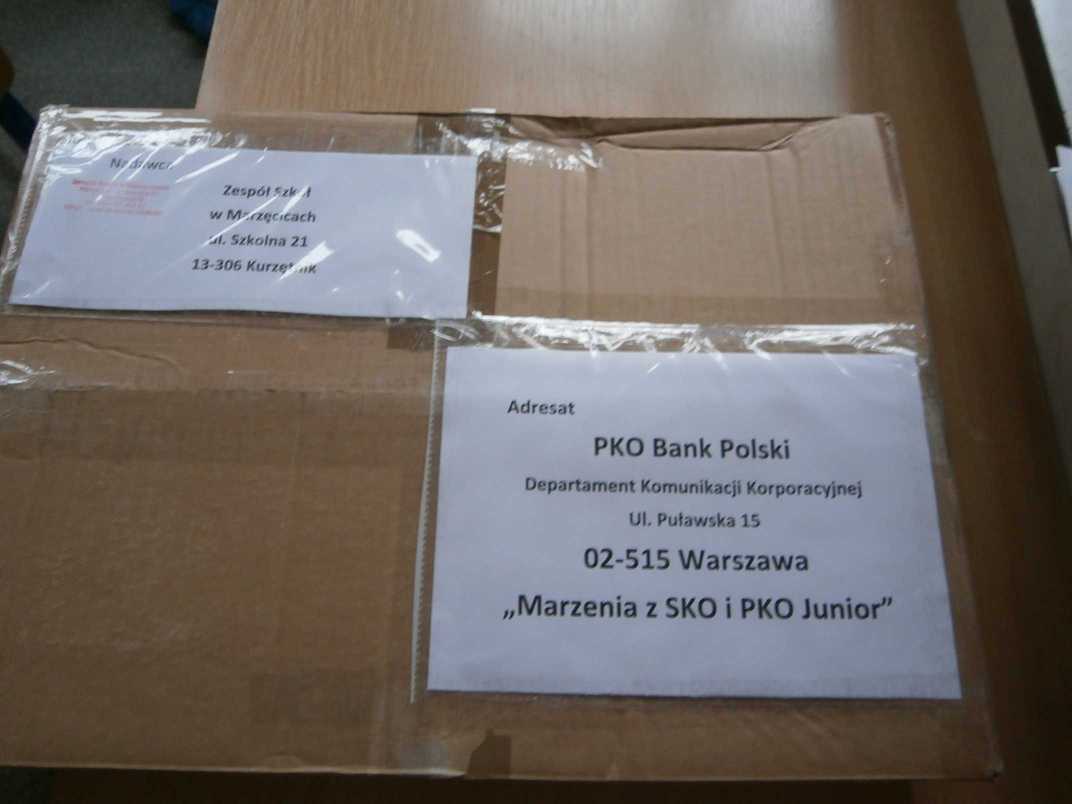 Nadawca
Zespół Szkół
w Marzęcicach
ul. Szkolna 21
13-306 Kurzętnik
Adresat
PKO Bank Polski
Departament Komunikacji Korporacyjnej
Ul. Puławska 15
02-515 Warszawa
„Marzenia z SKO i PKO Junior”